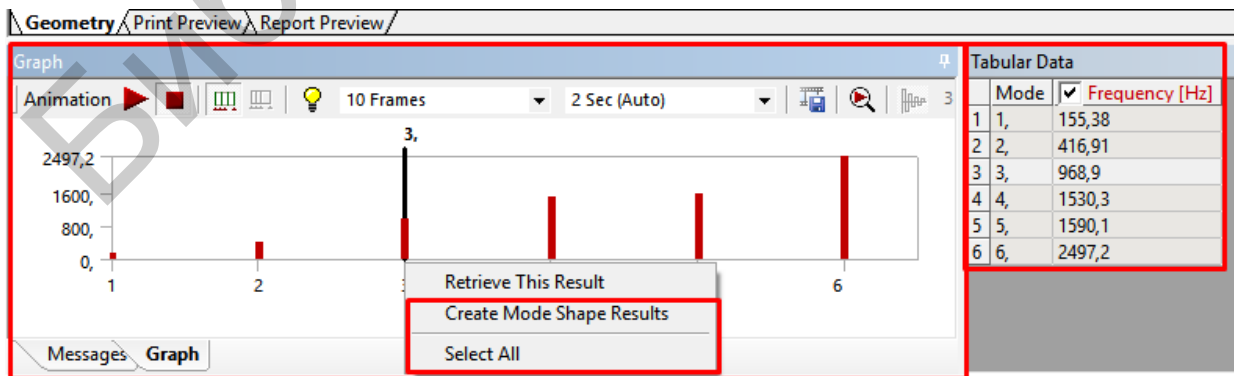 Geometry Print Preview Report Preview
Graph
Animation 10 Frames 2 Sec (Auto) 3
3,
2497,2
1600,
800,
0,
1 2 6
Retrieve This Result
Create Mode Shape Results
Select All
Messages Graph
Tabular Data
Mode Frequency [Hz]
1 1, 155,38
2 2, 416,91
3 3, 968,9
4 4, 1530,3
5 5, 1590,1
6 6, 2497,2